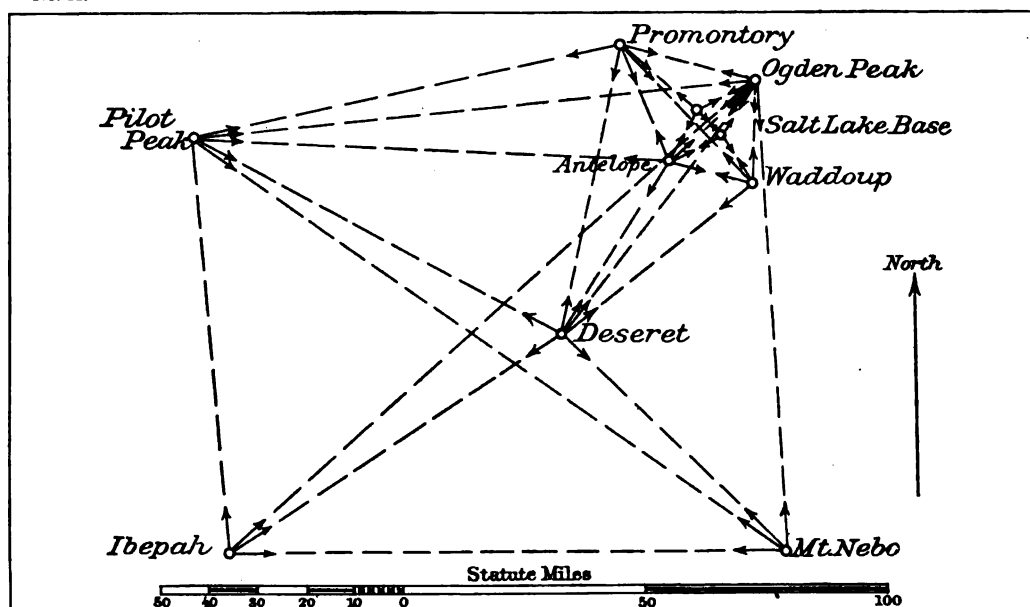 Promontory
Ogden Peak
Pilot
Peak
Salt Lake Base
Antelope
Waddoup
North
Deseret
Ibepah
Mt. Nebo
Statute Miles
50 40 30 20 10 0 50 100